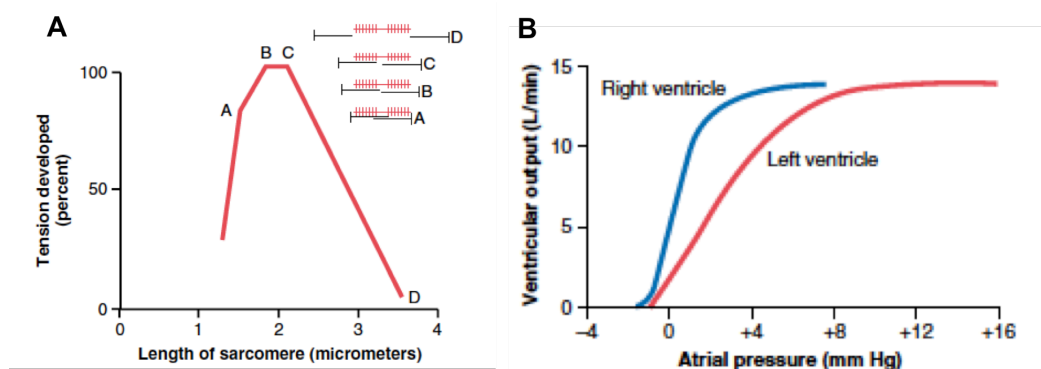 A
Tension developed
(percent)
100
50
0
A
B C
D
D
C
B
A
0 1 2 3 4
Length of sarcomere (micrometers)
B
Ventricular output (L/min)
15
10
5
0
Right ventricle
Left ventricle
−4 0 +4 +8 +12 +16
Atrial pressure (mm Hg)